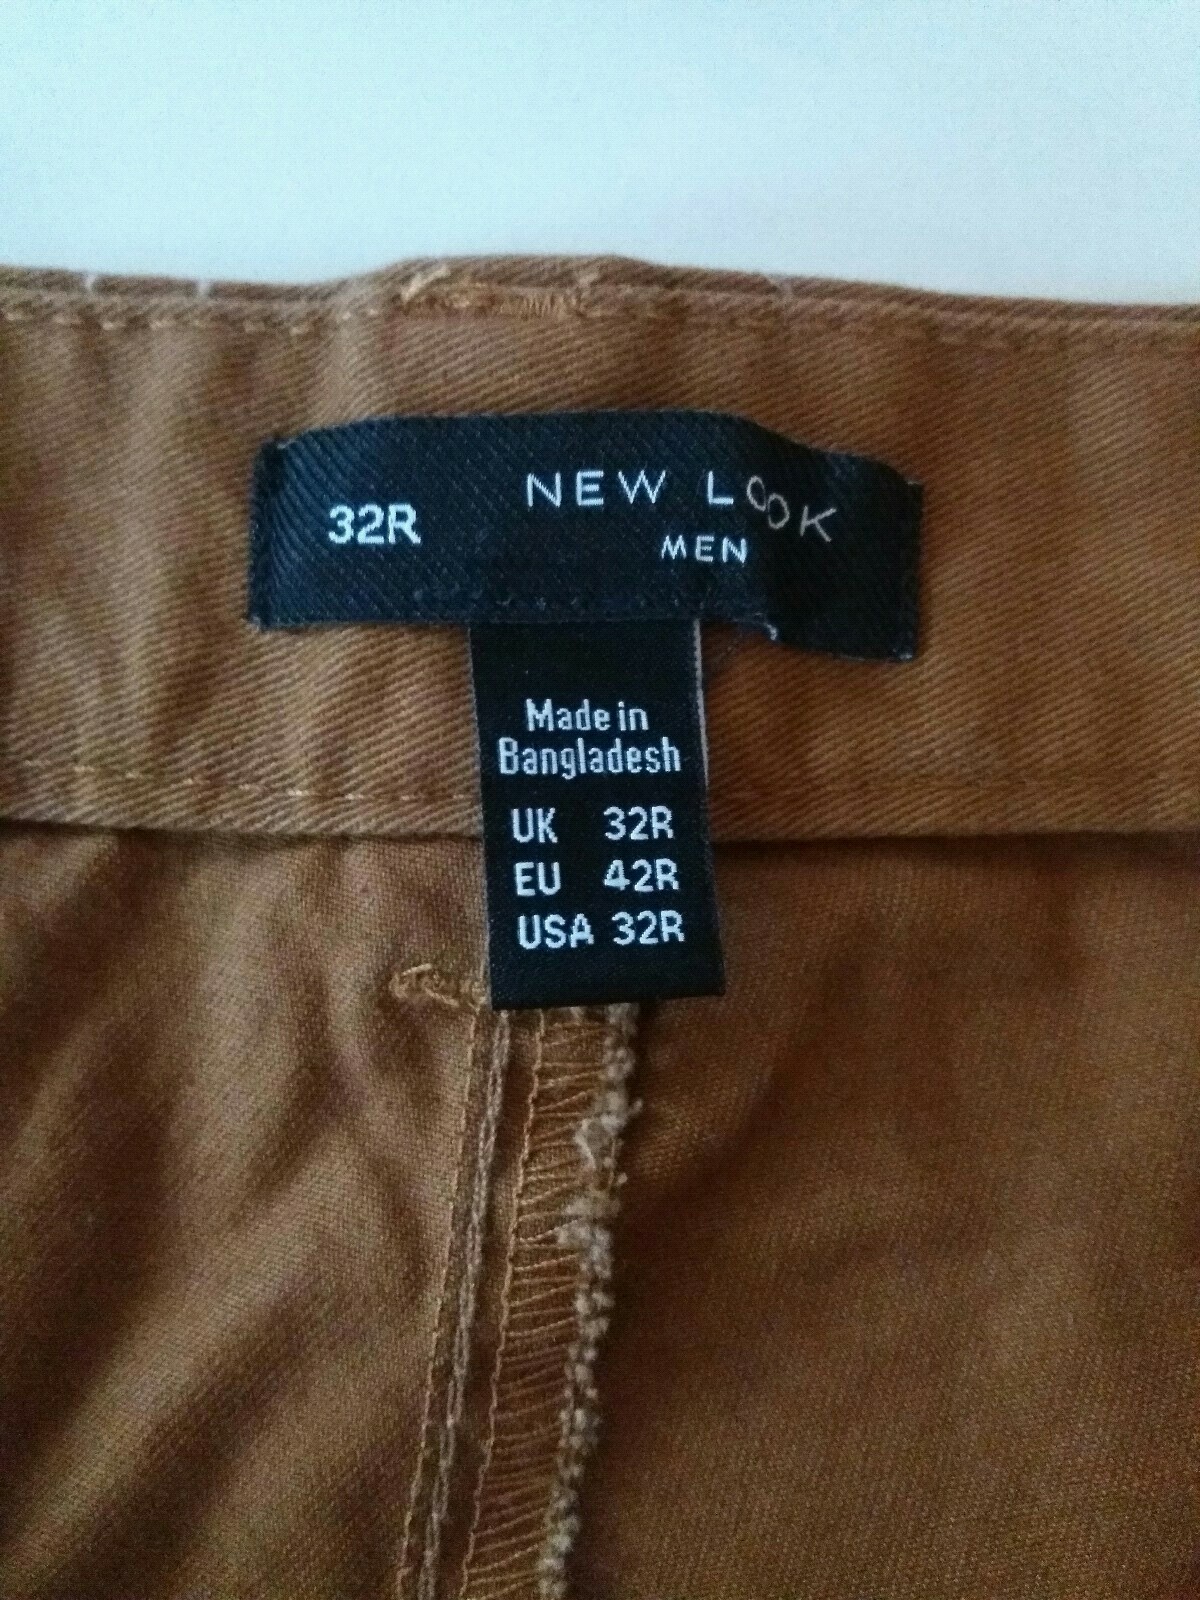 32R
NEW LOOK
MEN
Made in
Bangladesh
UK 32R
EU 42R
USA 32R